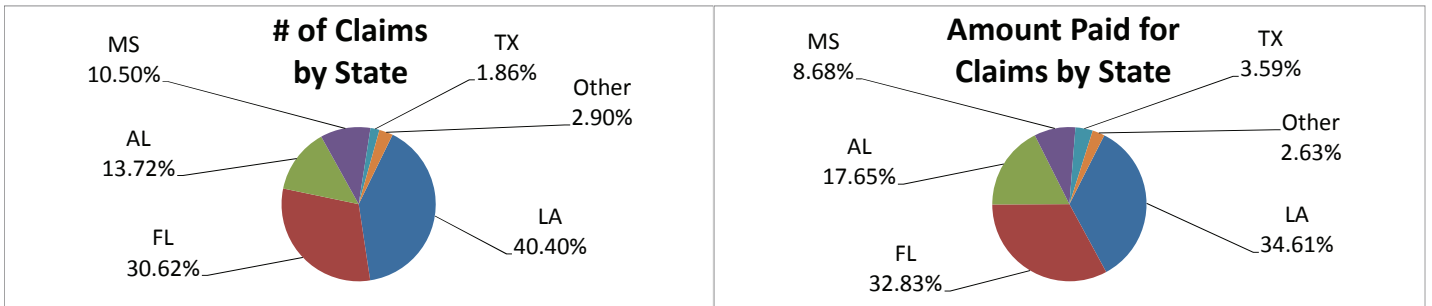 # of Claims
by State
MS
10.50%
TX
1.86%
Other
2.90%
AL
13.72%
LA
40.40%
FL
30.62%
Amount Paid for
Claims by State
MS
8.68%
TX
3.59%
Other
2.63%
AL
17.65%
LA
34.61%
FL
32.83%